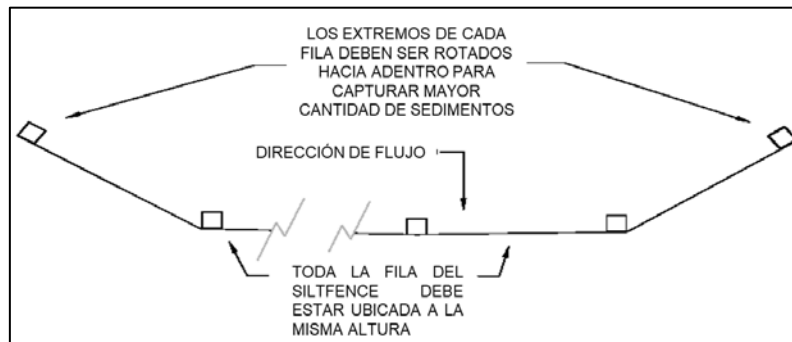 LOS EXTREMOS DE CADA
FILA DEBEN SER ROTADOS
HACIA ADENTRO PARA
CAPTURAR MAYOR
CANTIDAD DE SEDIMENTOS
DIRECCIÓN DE FLUJO
TODA LA FILA DEL
SILTFENCE DEBE
ESTAR UBICADA A LA
MISMA ALTURA